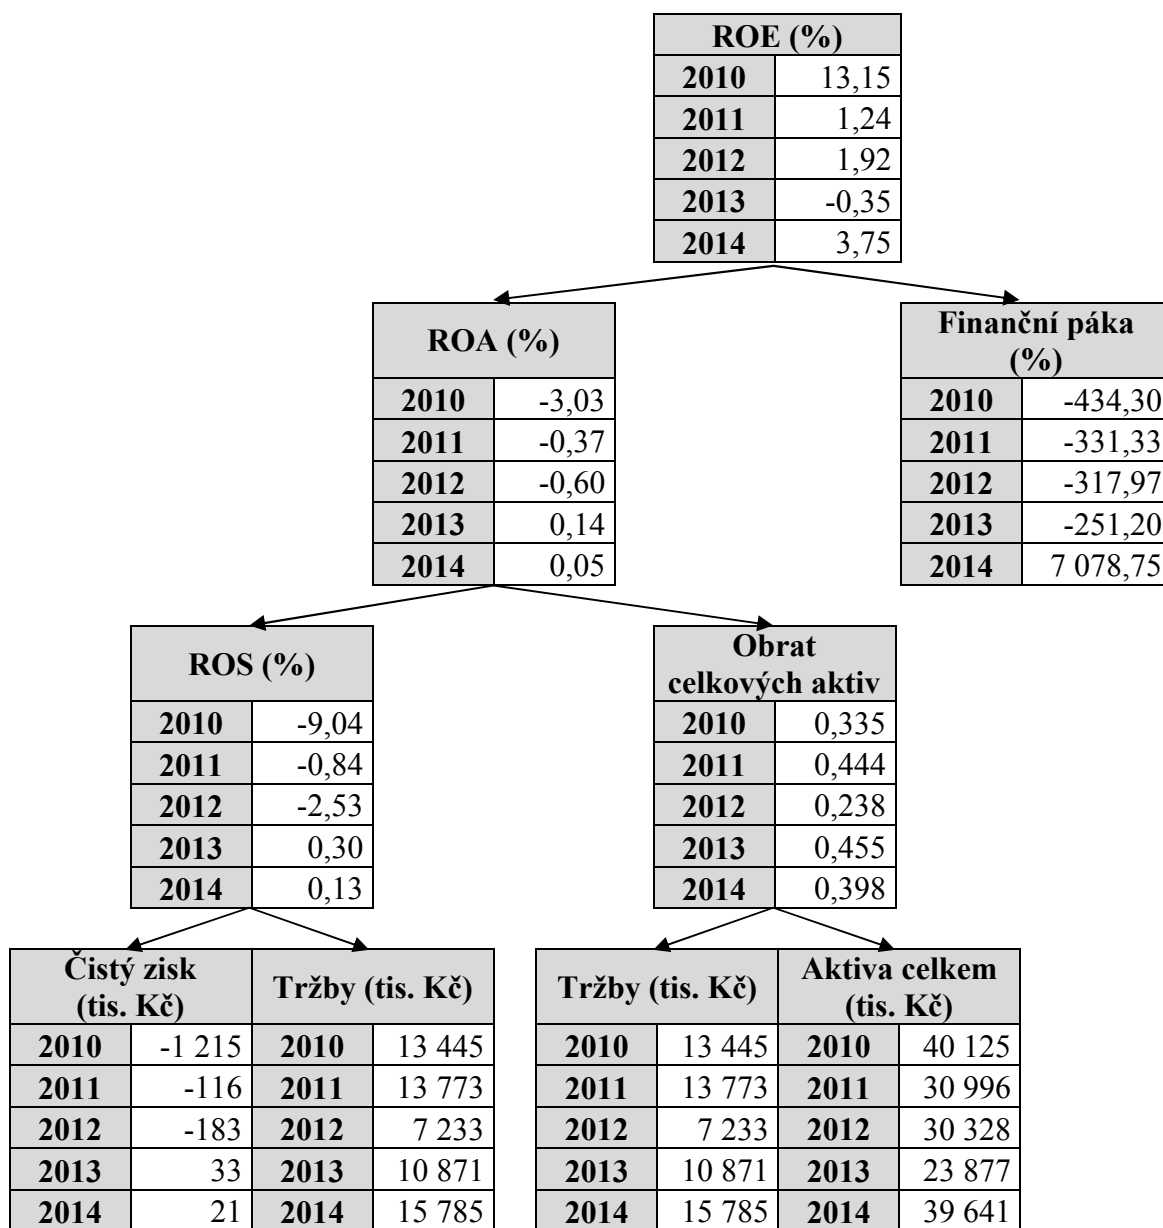 ROE (%)
2010 13,15
2011 1,24
2012 1,92
2013 -0,35
2014 3,75
ROA (%)
2010 -3,03
2011 -0,37
2012 -0,60
2013 0,14
2014 0,05
Finanční páka
(%)
2010 -434,30
2011 -331,33
2012 -317,97
2013 -251,20
2014 7 078,75
ROS (%)
2010 -9,04
2011 -0,84
2012 -2,53
2013 0,30
2014 0,13
Obrat
celkových aktiv
2010 0,335
2011 0,444
2012 0,238
2013 0,455
2014 0,398
Čistý zisk
(tis. Kč)
2010 -1 215
2011 -116
2012 -183
2013 33
2014 21
Tržby (tis. Kč)
2010 13 445
2011 13 773
2012 7 233
2013 10 871
2014 15 785
Tržby (tis. Kč)
2010 13 445
2011 13 773
2012 7 233
2013 10 871
2014 15 785
Aktiva celkem
(tis. Kč)
2010 40 125
2011 30 996
2012 30 328
2013 23 877
2014 39 641